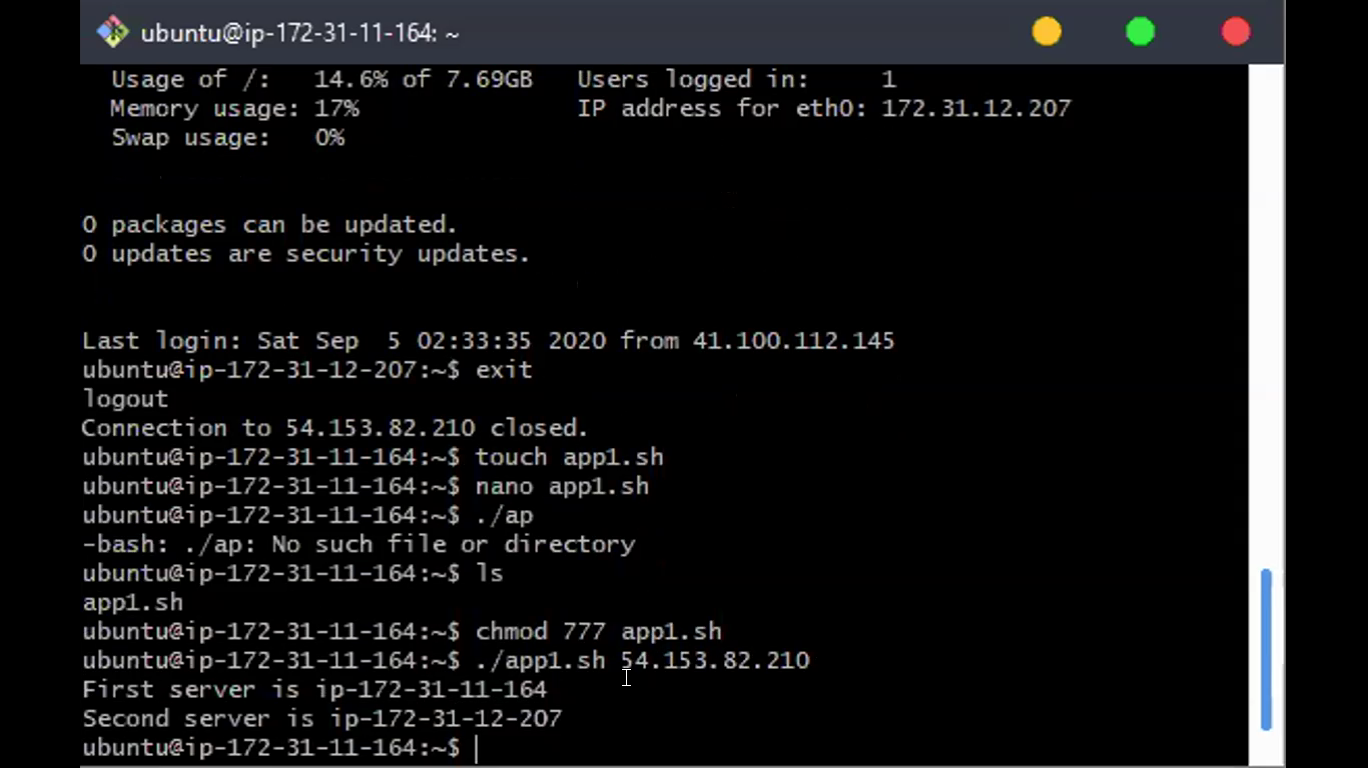 ubuntu@ip-172-31-11-164: ~
Usage of /:   14.6% of 7.69GB   Users logged in:     1
Memory usage: 17%               IP address for eth0: 172.31.12.207
Swap usage:   0%
0 packages can be updated.
0 updates are security updates.
Last login: Sat Sep  5 02:33:35 2020 from 41.100.112.145
ubuntu@ip-172-31-12-207:~$ exit
logout
Connection to 54.153.82.210 closed.
ubuntu@ip-172-31-11-164:~$ touch app1.sh
ubuntu@ip-172-31-11-164:~$ nano app1.sh
ubuntu@ip-172-31-11-164:~$ ./ap
-bash: ./ap: No such file or directory
ubuntu@ip-172-31-11-164:~$ ls
app1.sh
ubuntu@ip-172-31-11-164:~$ chmod 777 app1.sh
ubuntu@ip-172-31-11-164:~$ ./app1.sh 54.153.82.210
First server is ip-172-31-11-164
Second server is ip-172-31-12-207
ubuntu@ip-172-31-11-164:~$